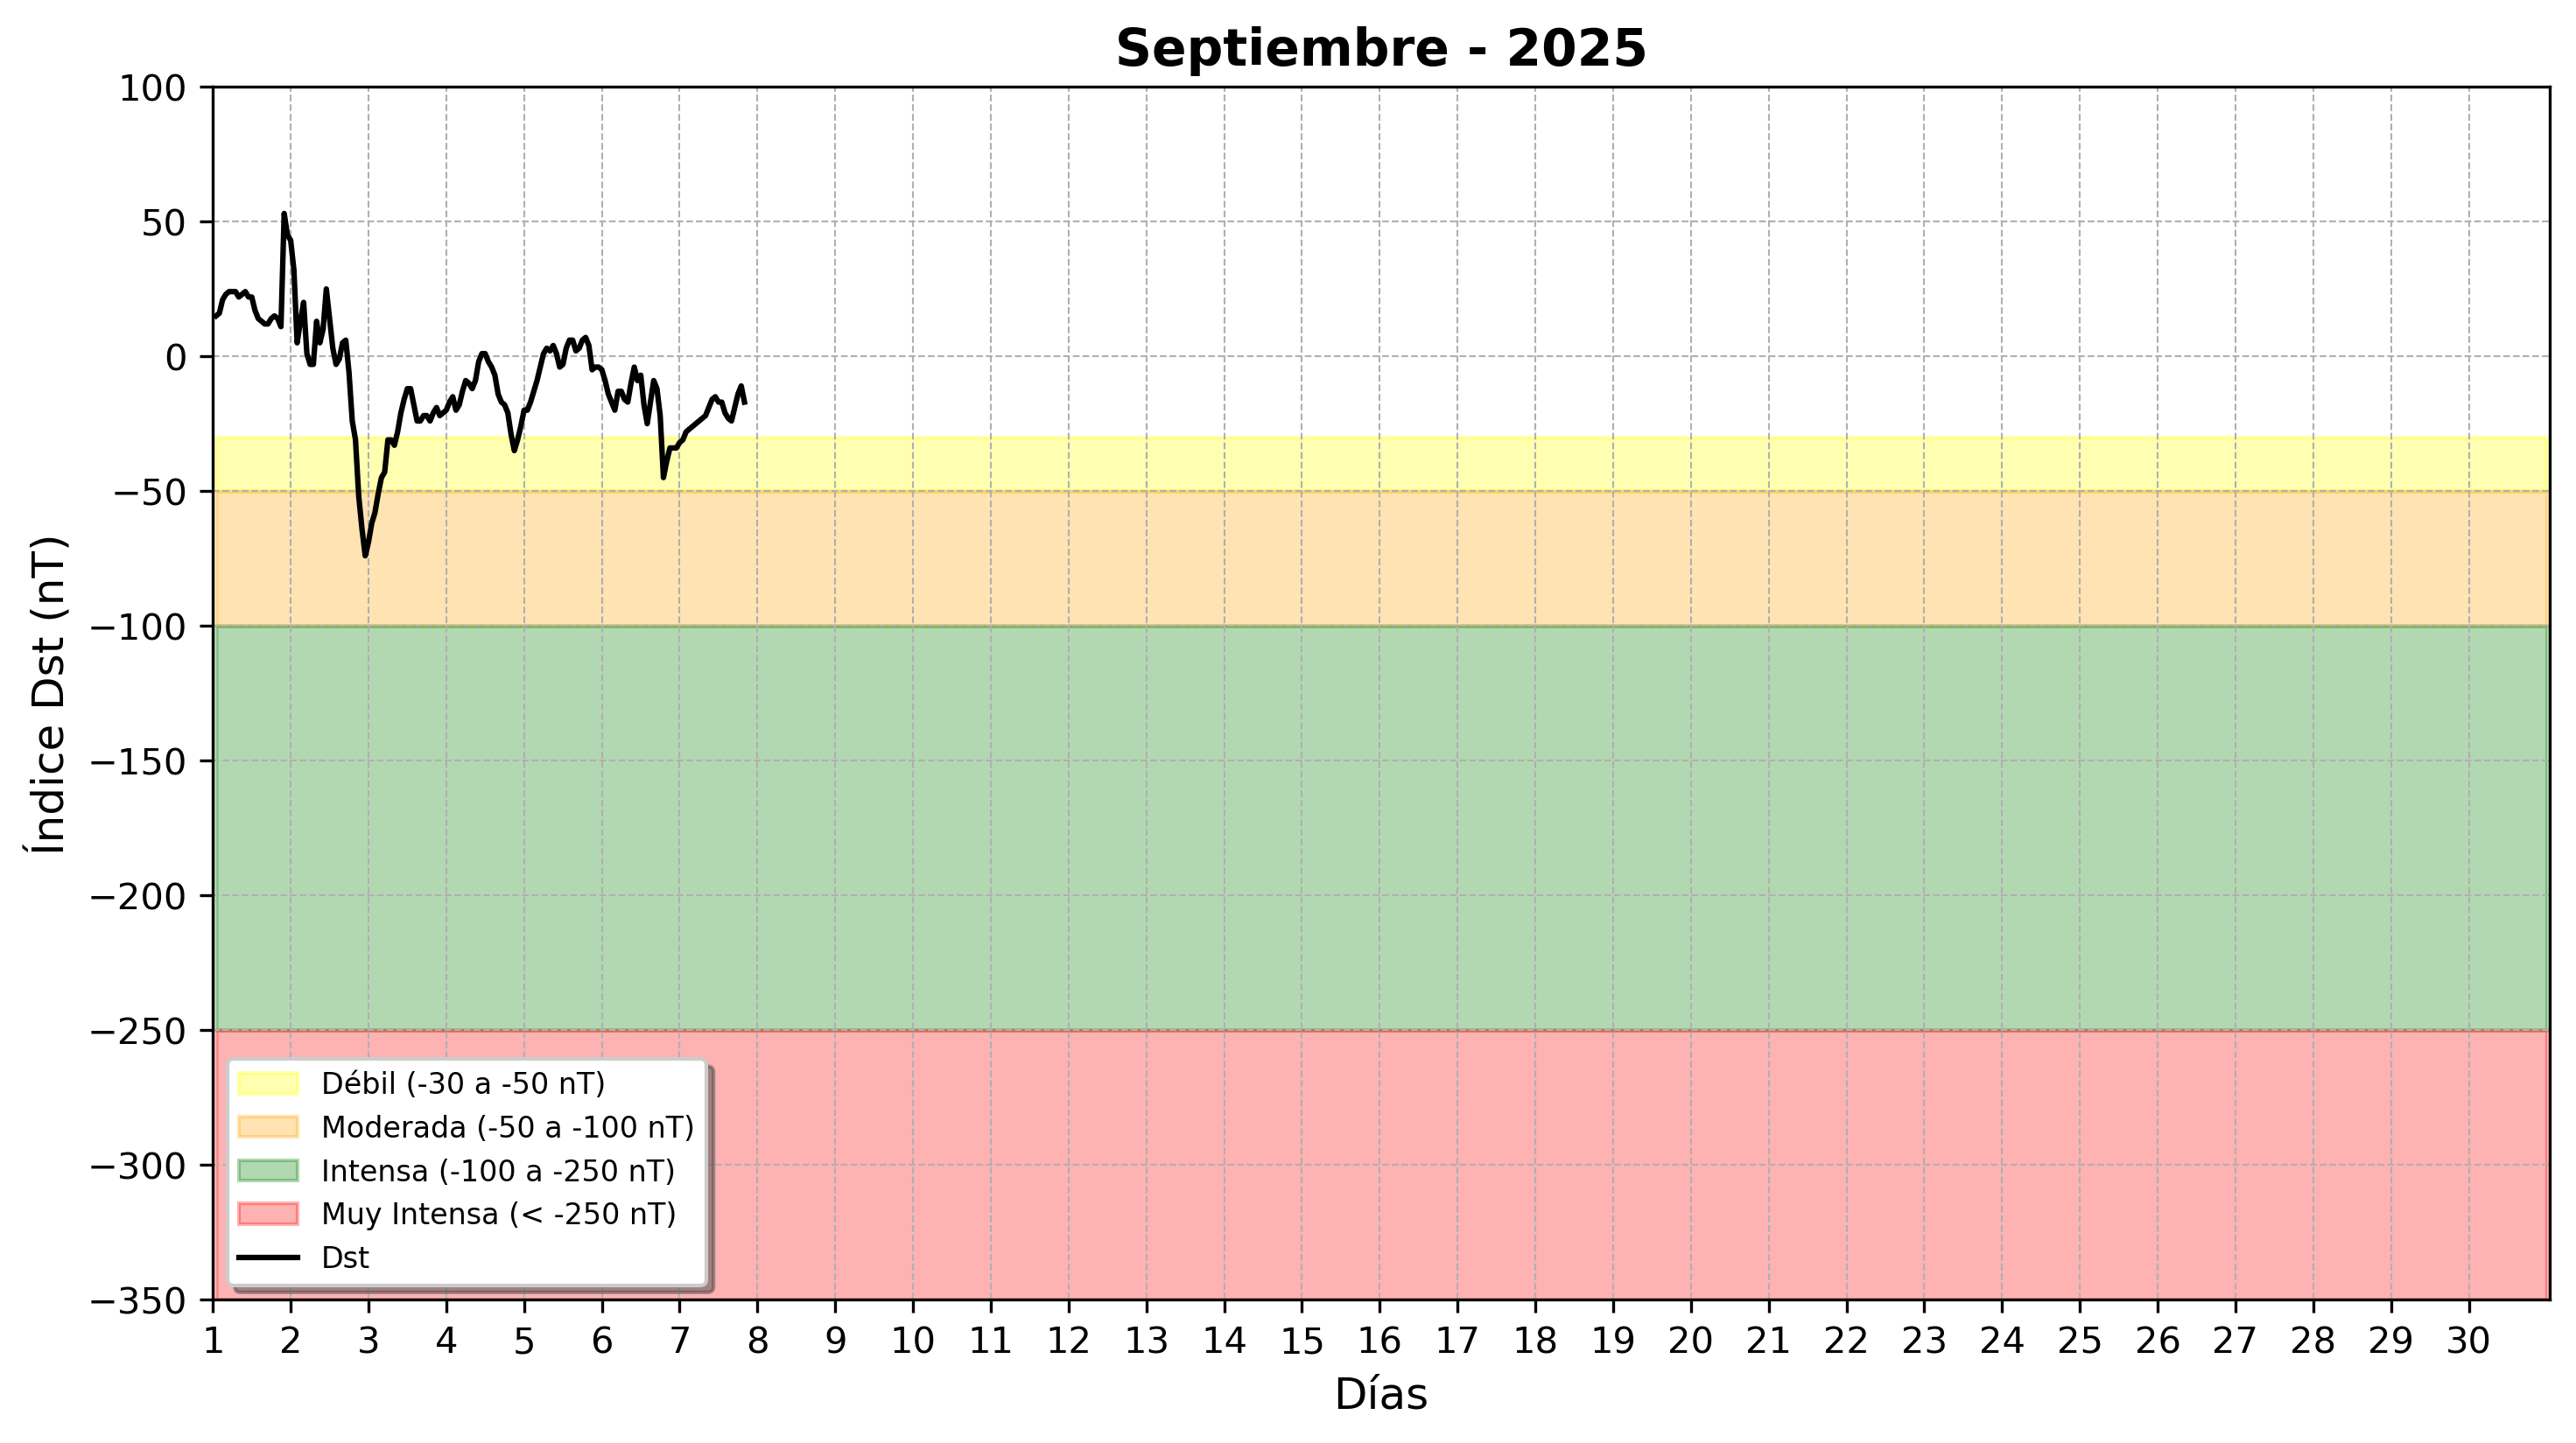 Septiembre - 2025
Índice Dst (nT)
100
50
0
−50
−100
−150
−200
−250
−300
−350
Débil (-30 a -50 nT)
Moderada (-50 a -100 nT)
Intensa (-100 a -250 nT)
Muy Intensa (< -250 nT)
Dst
1 2 3 4 5 6 7 8 9 10 11 12 13 14 15 16 17 18 19 20 21 22 23 24 25 26 27 28 29 30
Días